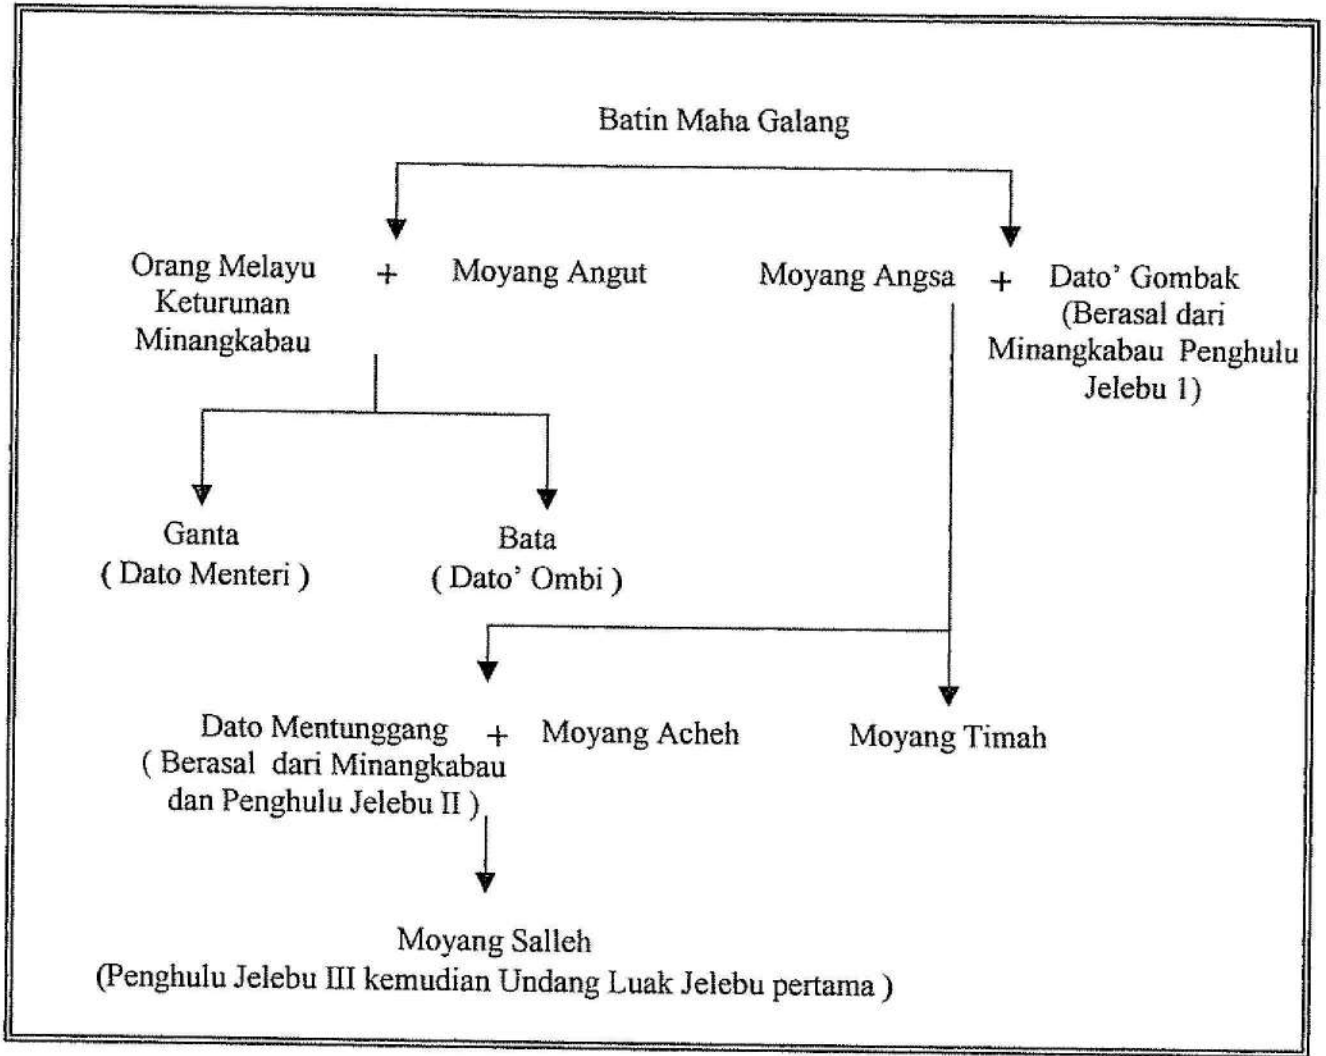 Batin Maha Galang
Orang Melayu
Keturunan
Minangkabau
+
Moyang Angut
Moyang Angsa
+
Dato' Gombak
(Berasal dari
Minangkabau Penghulu
Jelebu 1)
Ganta
( Dato Menteri )
Bata
( Dato' Ombi )
Dato Mentunggang
( Berasal dari Minangkabau
dan Penghulu Jelebu II )
+
Moyang Acheh
Moyang Timah
Moyang Salleh
(Penghulu Jelebu III kemudian Undang Luak Jelebu pertama )